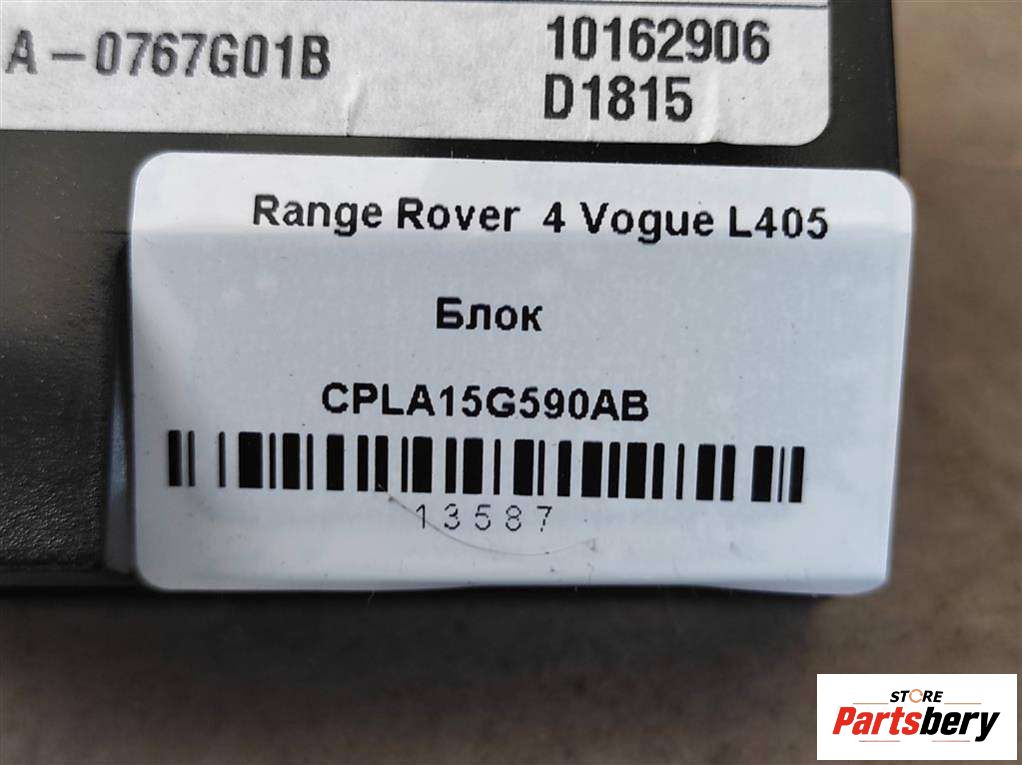 A-0767G01B 10162906
D1815
Range Rover 4 Vogue L405
Блок
CPLA15G590AB
13587
STORE
Partsbery